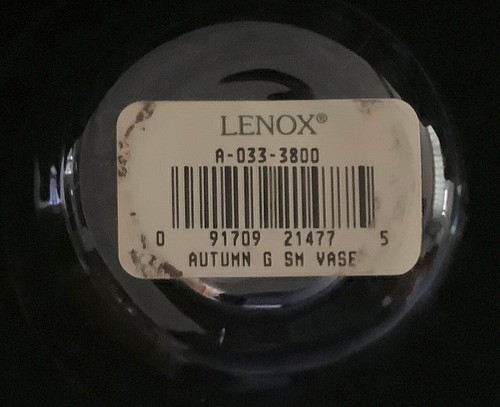 LENOX®
A-033-3800
0 91709 21477 5
AUTUMN G SM VASE